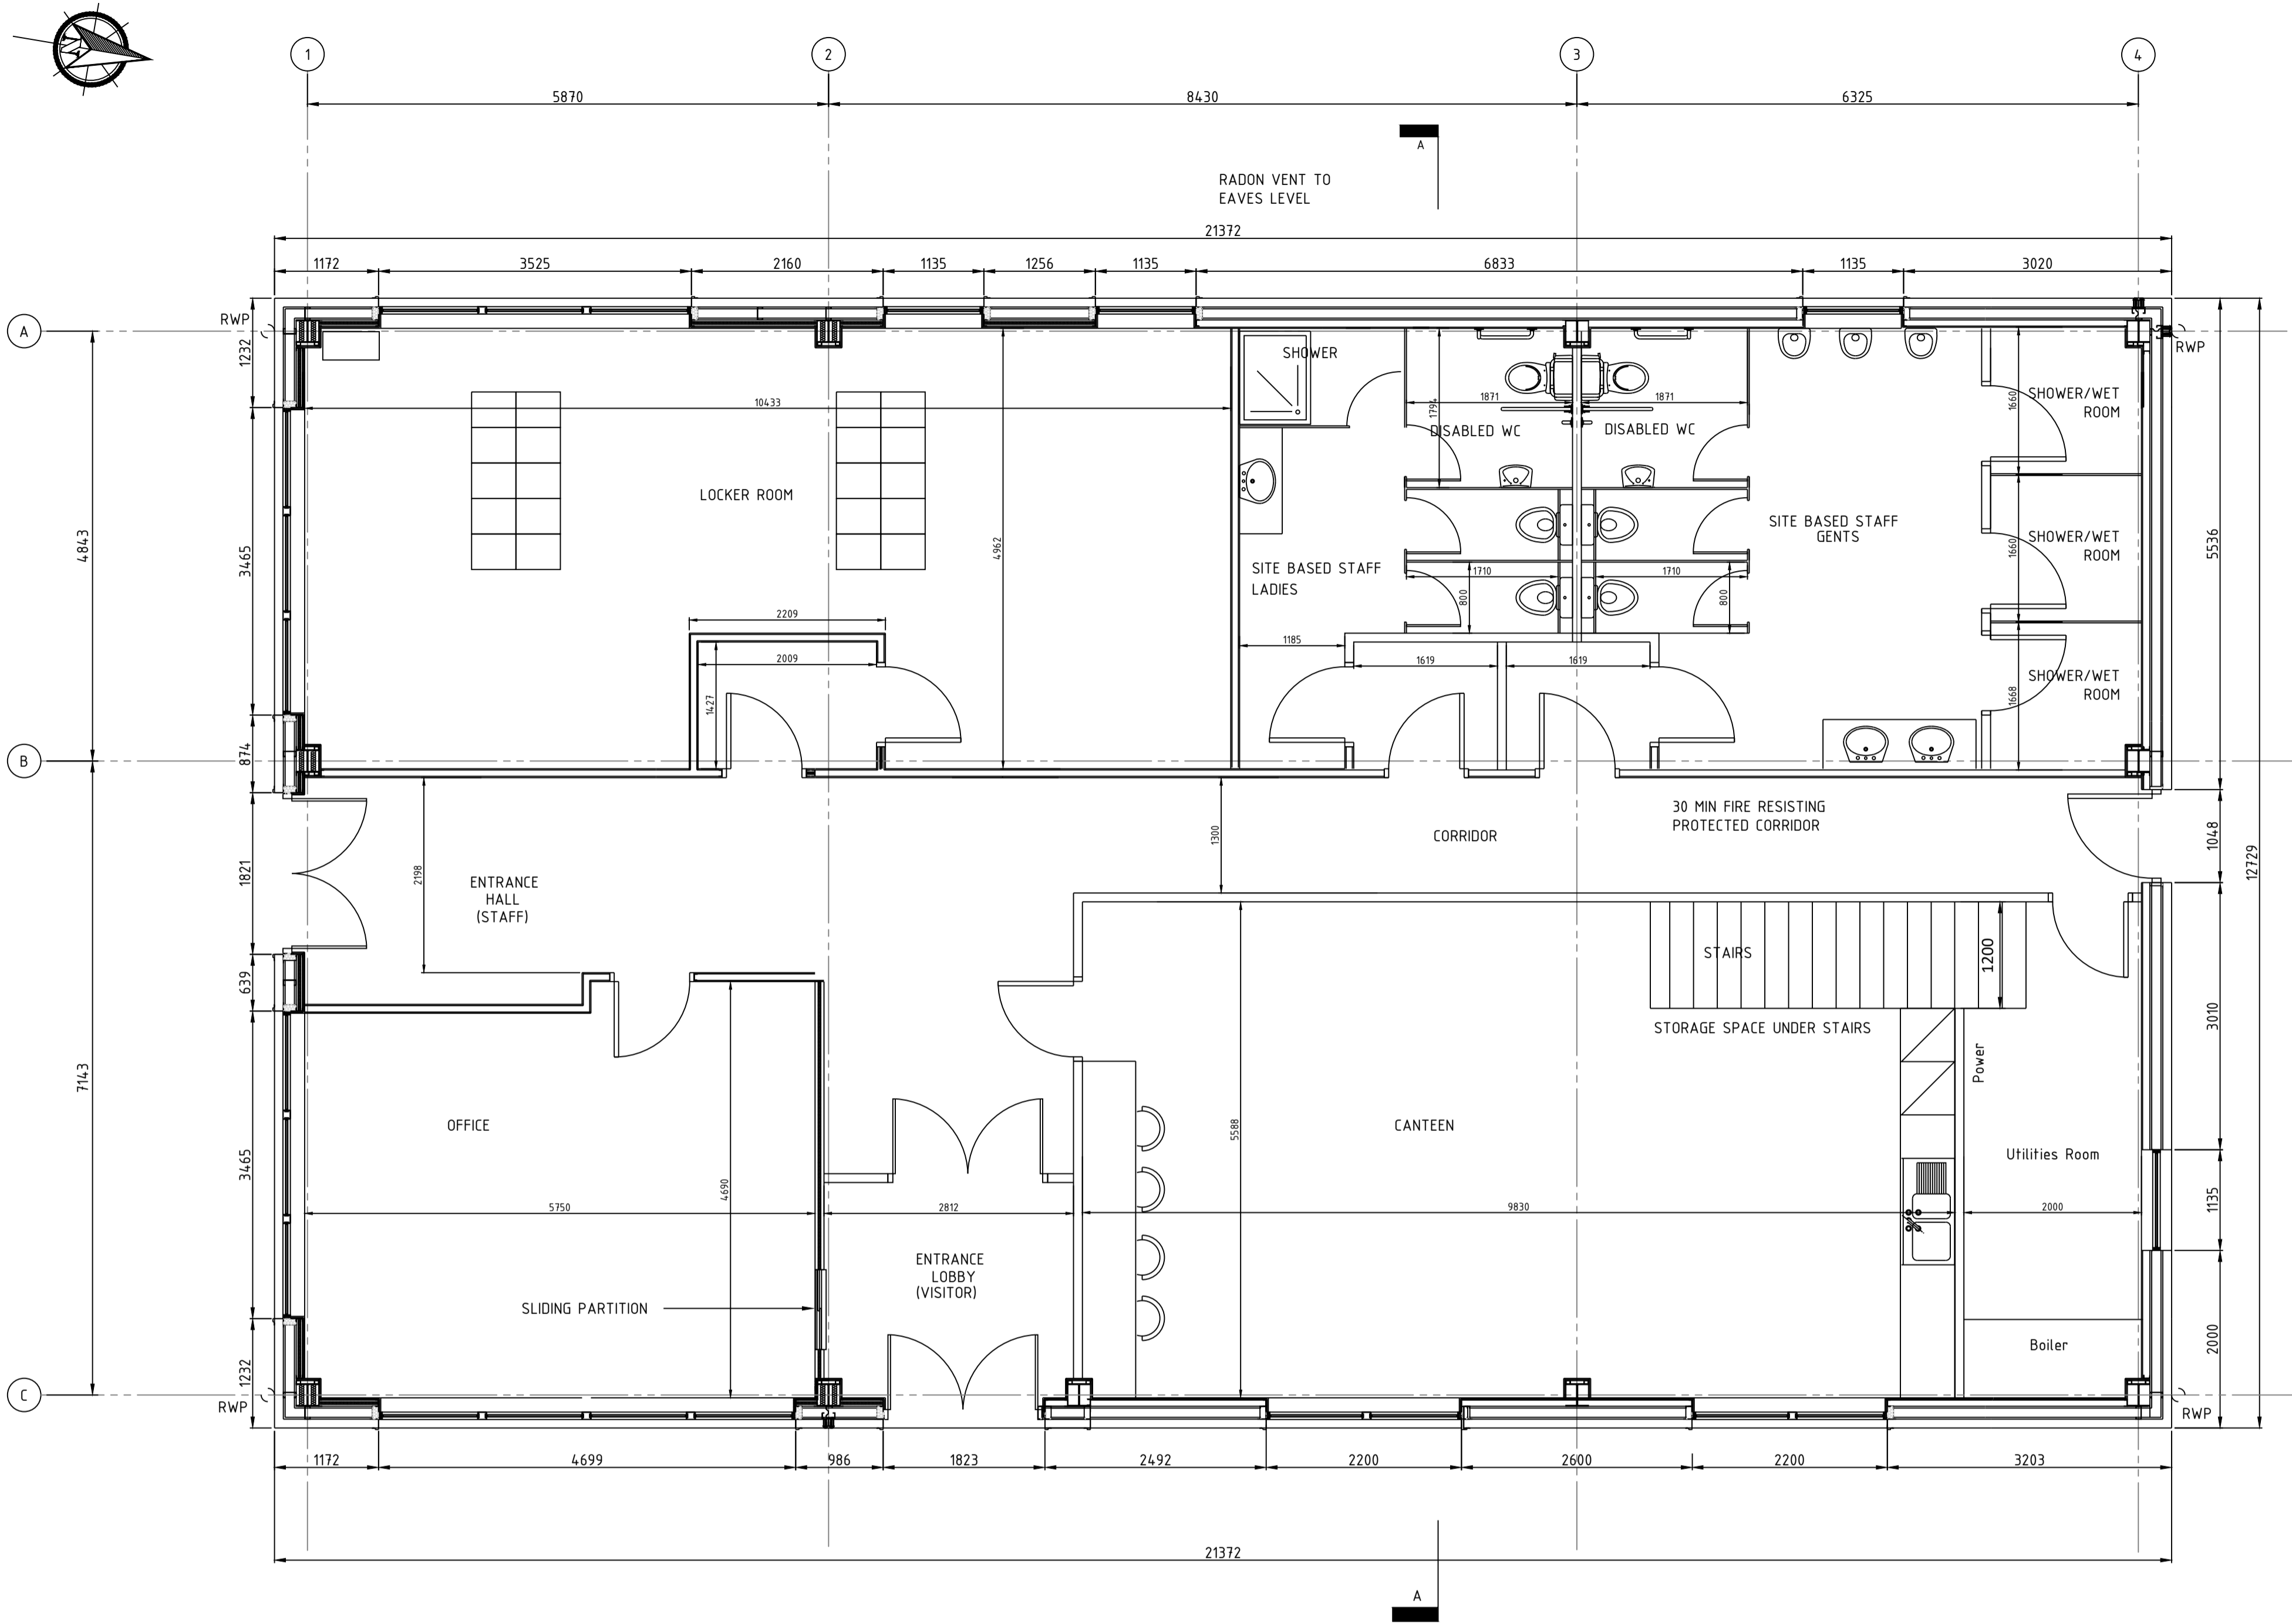 N
1
2
3
4
5870
8430
6325
A
RADON VENT TO
EAVES LEVEL
21372
1172
3525
2160
1135
1256
1135
6833
1135
3020
RWP
A
RWP
1232
SHOWER
SHOWER/WET
ROOM
1660
10433
1794
1871
1871
DISABLED WC
DISABLED WC
LOCKER ROOM
SITE BASED STAFF
GENTS
SHOWER/WET
ROOM
1660
4843
3465
4962
5536
SITE BASED STAFF
LADIES
1710
1710
800
800
2209
2009
1427
1185
1619
1619
SHOWER/WET
ROOM
1668
B
874
30 MIN FIRE RESISTING
PROTECTED CORRIDOR
CORRIDOR
1300
1048
12729
1821
2198
ENTRANCE
HALL
(STAFF)
STAIRS
1200
639
STORAGE SPACE UNDER STAIRS
3010
Power
7143
OFFICE
CANTEEN
5588
Utilities Room
3465
4690
5750
2812
9830
2000
1135
ENTRANCE
LOBBY
(VISITOR)
SLIDING PARTITION
Boiler
2000
1232
C
RWP
RWP
1172
4699
986
1823
2492
2200
2600
2200
3203
21372
A